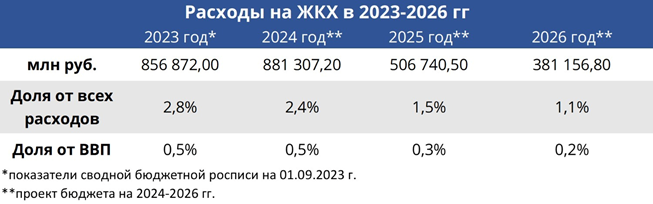 Расходы на ЖКХ в 2023-2026 гг
2023 год* 2024 год** 2025 год** 2026 год**
млн руб. 856 872,00 881 307,20 506 740,50 381 156,80
Доля от всех
расходов 2,8% 2,4% 1,5% 1,1%
Доля от ВВП 0,5% 0,5% 0,3% 0,2%
*показатели сводной бюджетной росписи на 01.09.2023 г.
**проект бюджета на 2024-2026 гг.